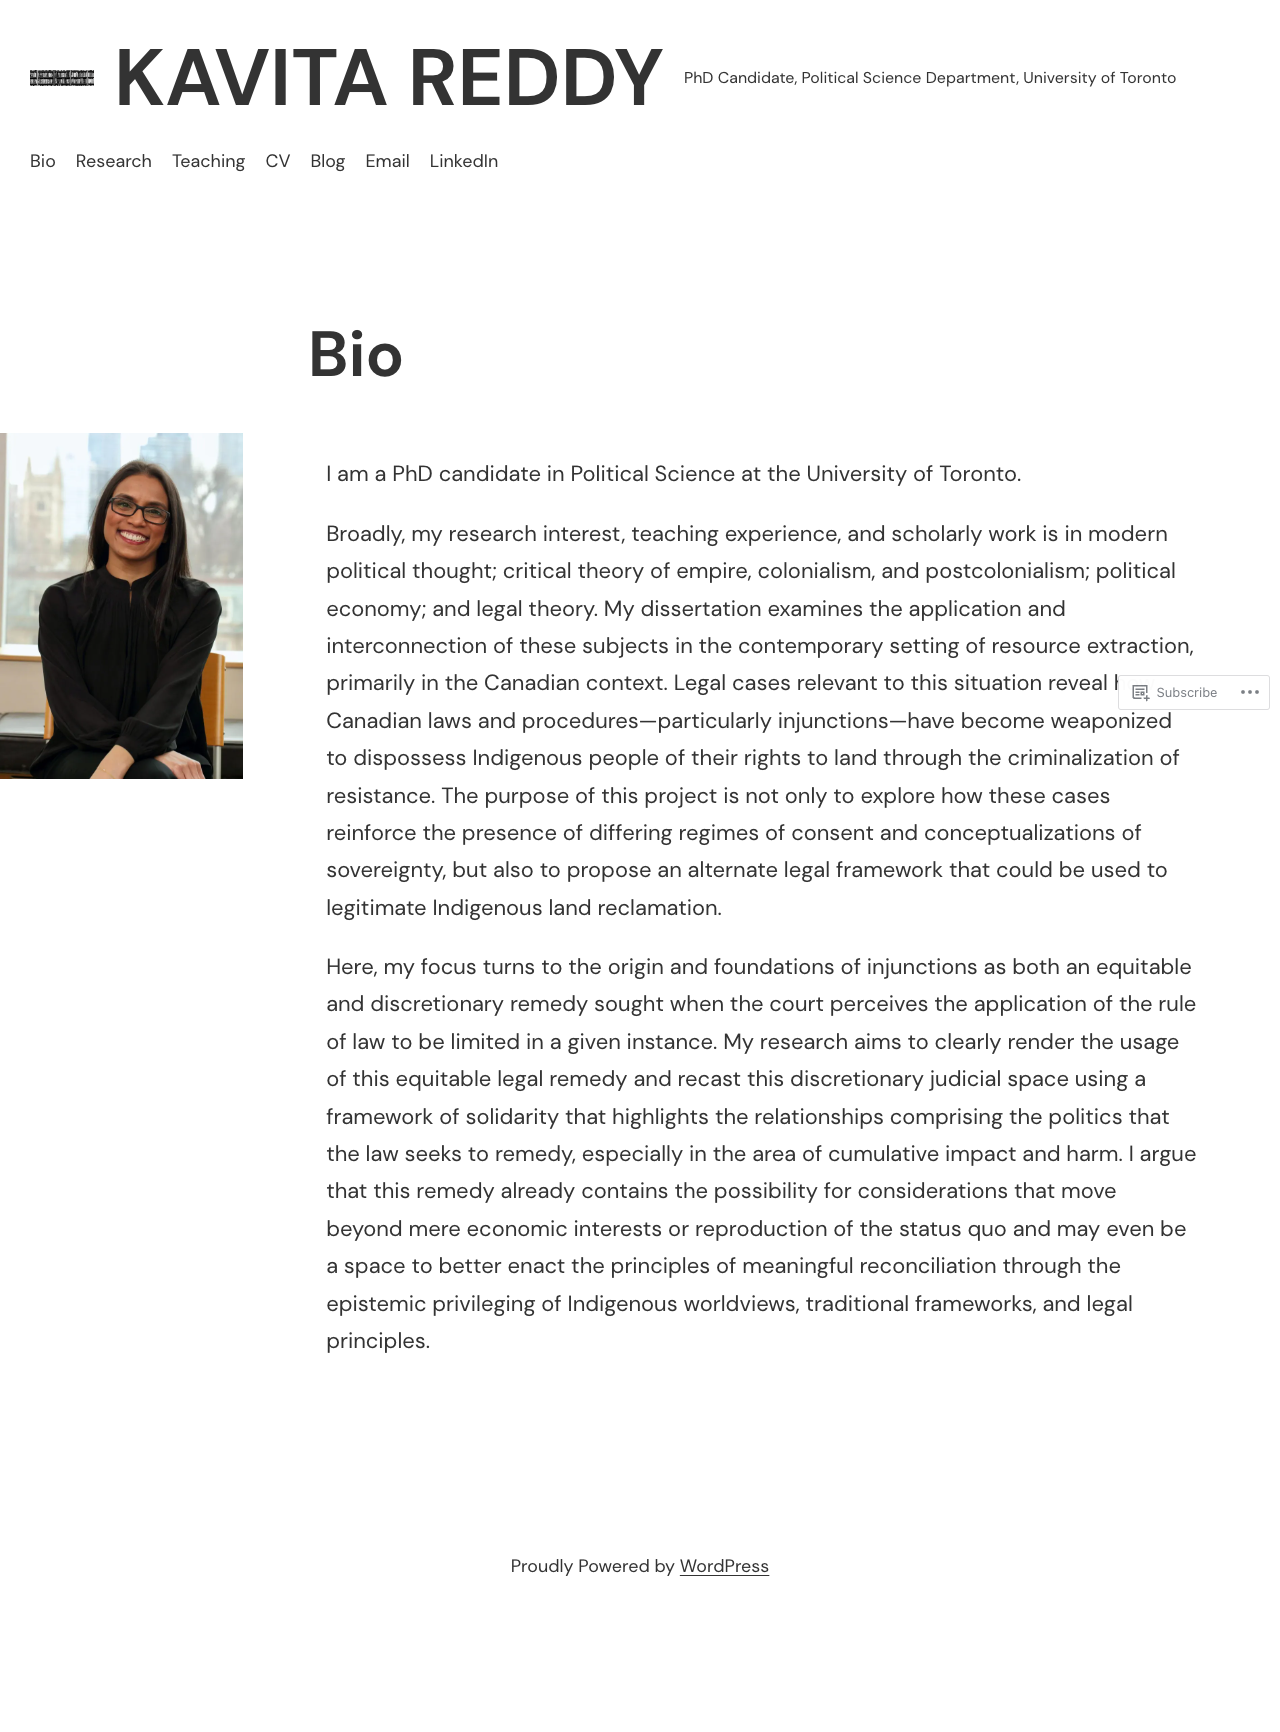 KAVITA REDDY
PhD Candidate, Political Science Department, University of Toronto
Bio Research Teaching CV Blog Email LinkedIn
Bio
I am a PhD candidate in Political Science at the University of Toronto.
Broadly, my research interest, teaching experience, and scholarly work is in modern
political thought; critical theory of empire, colonialism, and postcolonialism; political
economy; and legal theory. My dissertation examines the application and
interconnection of these subjects in the contemporary setting of resource extraction,
primarily in the Canadian context. Legal cases relevant to this situation reveal
Subscribe
Canadian laws and procedures—particularly injunctions—have become weaponized
to dispossess Indigenous people of their rights to land through the criminalization of
resistance. The purpose of this project is not only to explore how these cases
reinforce the presence of differing regimes of consent and conceptualizations of
sovereignty, but also to propose an alternate legal framework that could be used to
legitimate Indigenous land reclamation.
Here, my focus turns to the origin and foundations of injunctions as both an equitable
and discretionary remedy sought when the court perceives the application of the rule
of law to be limited in a given instance. My research aims to clearly render the usage
of this equitable legal remedy and recast this discretionary judicial space using a
framework of solidarity that highlights the relationships comprising the politics that
the law seeks to remedy, especially in the area of cumulative impact and harm. I argue
that this remedy already contains the possibility for considerations that move
beyond mere economic interests or reproduction of the status quo and may even be
a space to better enact the principles of meaningful reconciliation through the
epistemic privileging of Indigenous worldviews, traditional frameworks, and legal
principles.
Proudly Powered by WordPress